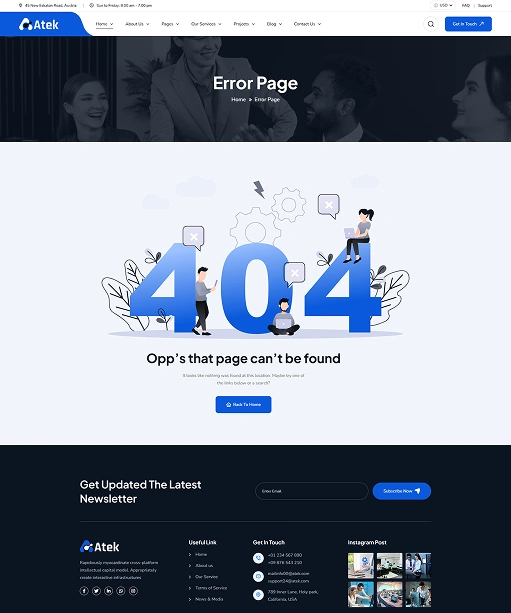 45 New Eskaton Road, Austria
Sun to Friday: 8.00 am - 7.00 pm
USD
FAQ
Support
Atek
Home
About Us
Pages
Our Services
Projects
Blog
Contact Us
Get In Touch
Error Page
Home » Error Page
404
Opp's that page can't be found
It looks like nothing was found at this location. Maybe try one of
the links below or a search?
Back To Home
Get Updated The Latest
Newsletter
Enter Email
Subscribe Now
Atek
Rapidiously myocardinate cross-platform
intellectual capital model. Appropriately
create interactive infrastructures
Useful Link
Home
About us
Our Service
Terms of Service
News & Media
Get In Touch
+01 234 567 890
+09 876 543 210
mailinfo00@atek.com
support24@atek.com
789 Inner Lane, Holy park,
California, USA
Instagram Post